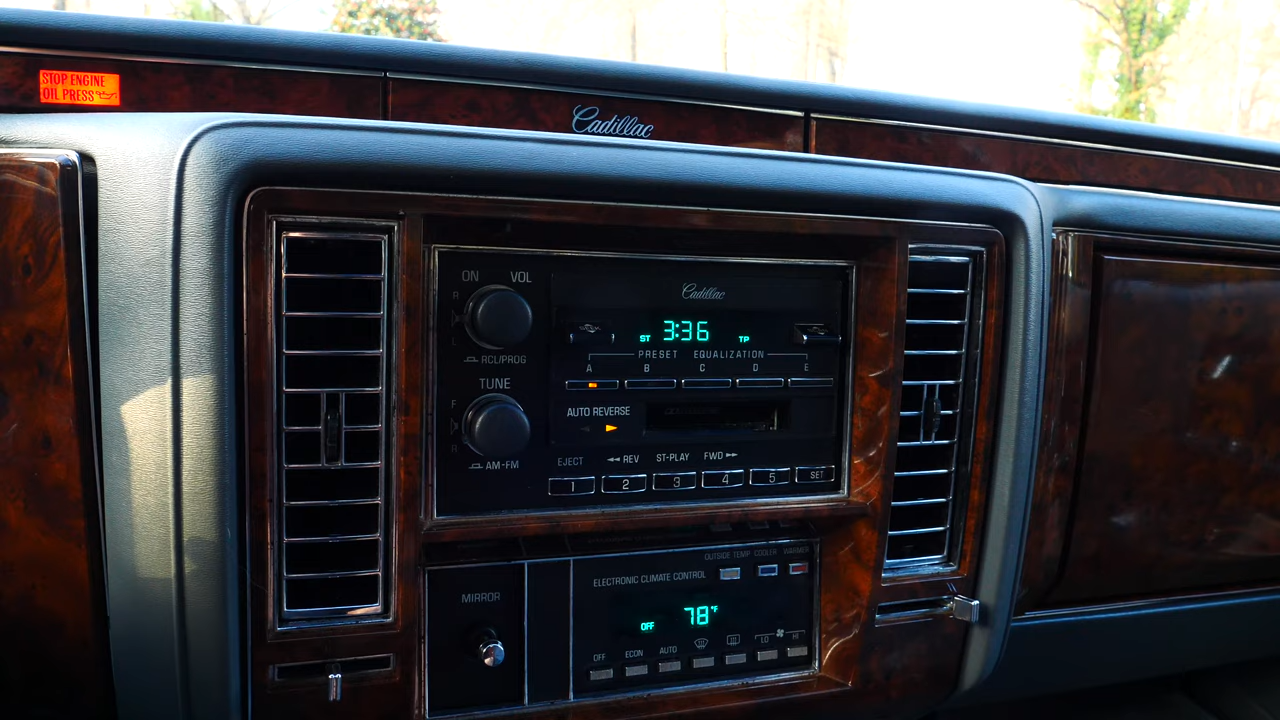 STOP ENGINE
OIL PRESS
Cadillac
ON VOL
Cadillac
A
L
ST 3:36 TP
RCL/PROG
PRESET EQUALIZATION
A B C D E
TUNE
F
R
AUTO REVERSE
AM-FM
EJECT ◄◄ REV ST-PLAY FWD ►►
1 2 3 4 5 SET
OUTSIDE TEMP COOLER WARMER
ELECTRONIC CLIMATE CONTROL
MIRROR
OFF 78°F
OFF ECON AUTO LO HI